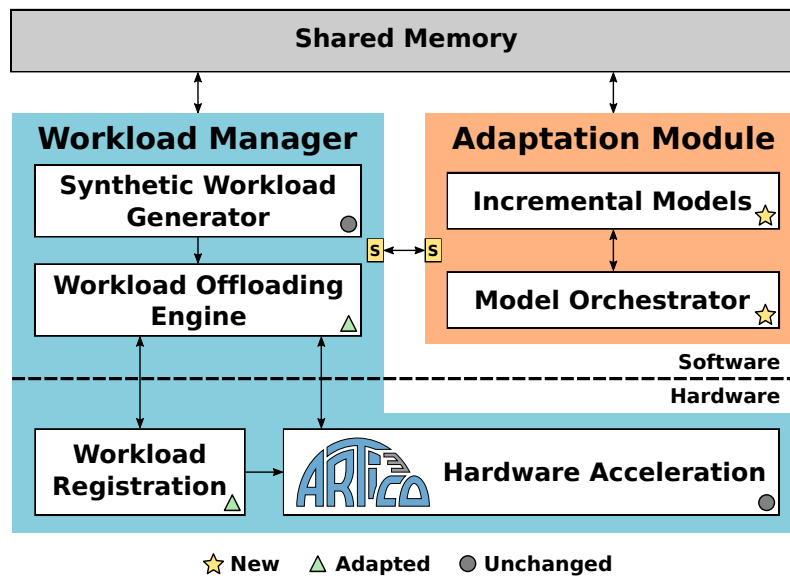 Shared Memory
Workload Manager
Adaptation Module
Synthetic Workload
Generator
Incremental Models
S
S
Workload Offloading
Engine
Model Orchestrator
Software
Hardware
Workload
Registration
ARTiCo3
Hardware Acceleration
New
Adapted
Unchanged